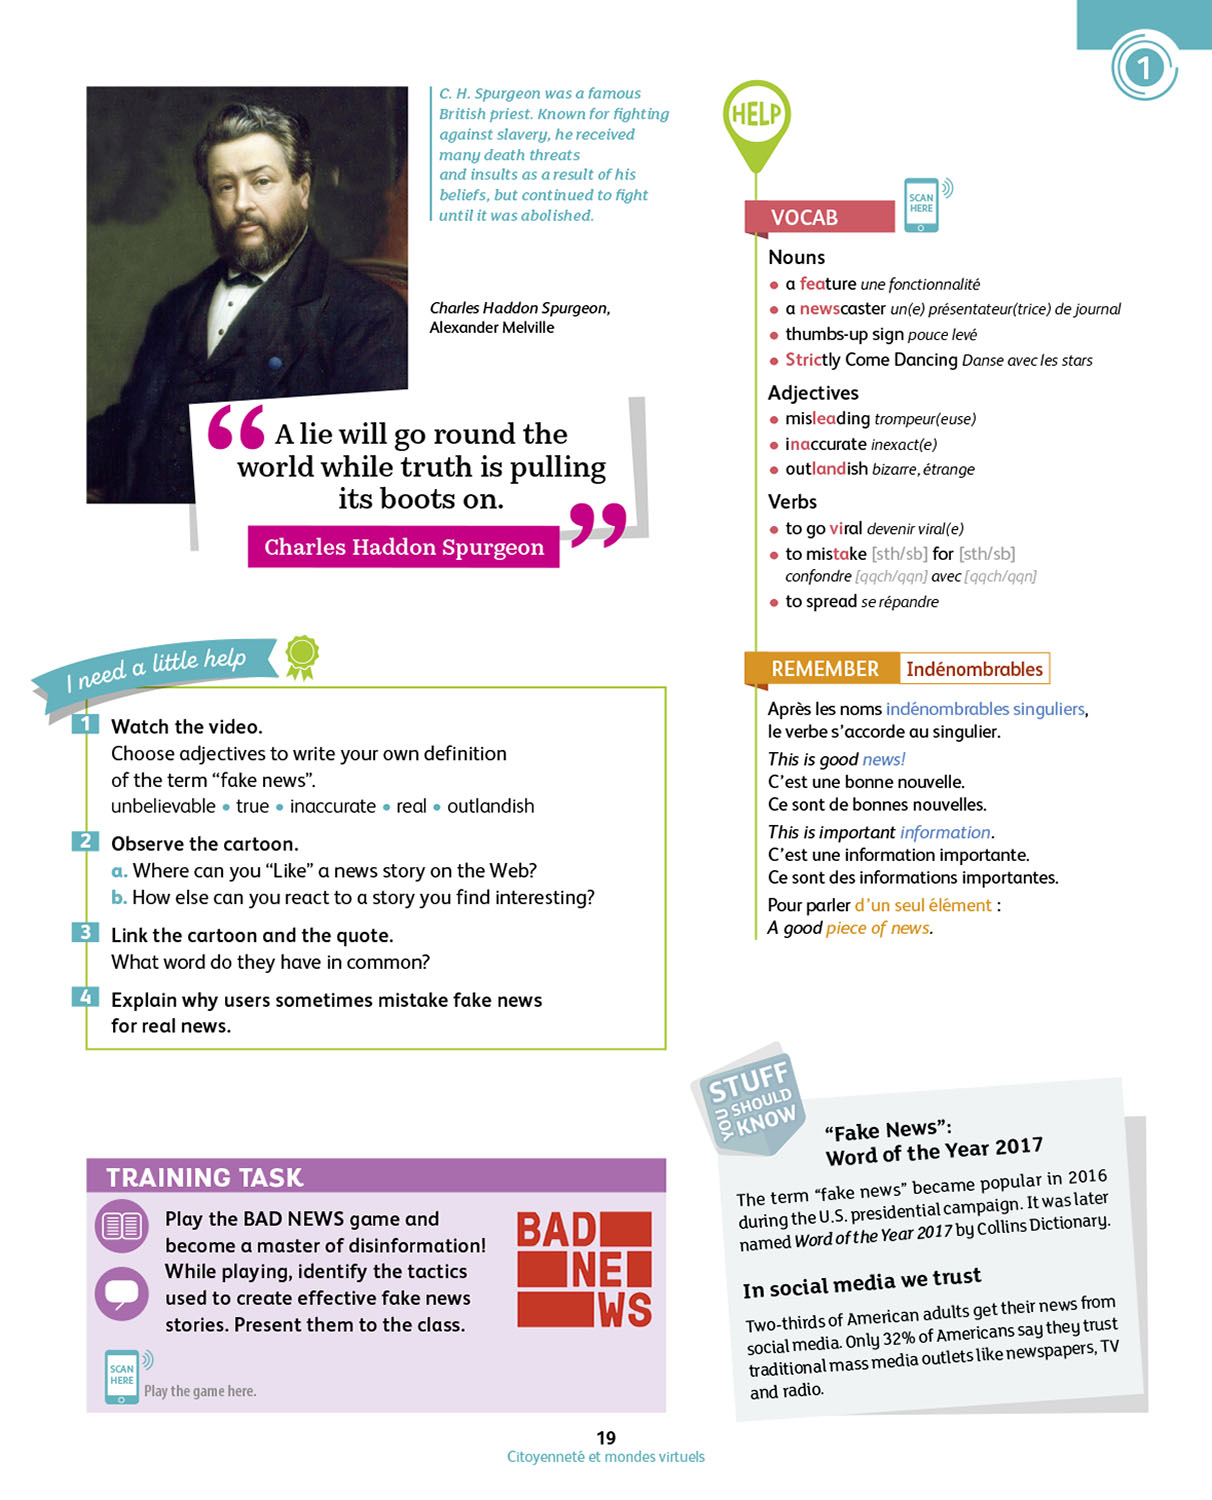 1
C. H. Spurgeon was a famous
British priest. Known for fighting
against slavery, he received
many death threats
and insults as a result of his
beliefs, but continued to fight
until it was abolished.
Charles Haddon Spurgeon,
Alexander Melville
“ A lie will go round the
world while truth is pulling
its boots on. ”
Charles Haddon Spurgeon
I need a little help
1 Watch the video.
Choose adjectives to write your own definition
of the term “fake news”.
unbelievable • true • inaccurate • real • outlandish
2 Observe the cartoon.
a. Where can you “Like” a news story on the Web?
b. How else can you react to a story you find interesting?
3 Link the cartoon and the quote.
What word do they have in common?
4 Explain why users sometimes mistake fake news
for real news.
TRAINING TASK
Play the BAD NEWS game and
become a master of disinformation!
While playing, identify the tactics
used to create effective fake news
stories. Present them to the class.
BAD
NE
WS
SCAN
HERE
Play the game here.
HELP
VOCAB
SCAN
HERE
Nouns
• a feature une fonctionnalité
• a newscaster un(e) présentateur(trice) de journal
• thumbs-up sign pouce levé
• Strictly Come Dancing Danse avec les stars
Adjectives
• misleading trompeur(euse)
• inaccurate inexact(e)
• outlandish bizarre, étrange
Verbs
• to go viral devenir viral(e)
• to mistake [sth/sb] for [sth/sb]
confondre [qqch/qqn] avec [qqch/qqn]
• to spread se répandre
REMEMBER Indénombrables
Après les noms indénombrables singuliers,
le verbe s’accorde au singulier.
This is good news!
C’est une bonne nouvelle.
Ce sont de bonnes nouvelles.
This is important information.
C’est une information importante.
Ce sont des informations importantes.
Pour parler d’un seul élément :
A good piece of news.
STUFF
YOU SHOULD
KNOW
“Fake News”:
Word of the Year 2017
The term “fake news” became popular in 2016
during the U.S. presidential campaign. It was later
named Word of the Year 2017 by Collins Dictionary.
In social media we trust
Two-thirds of American adults get their news from
social media. Only 32% of Americans say they trust
traditional mass media outlets like newspapers, TV
and radio.
19
Citoyenneté et mondes virtuels